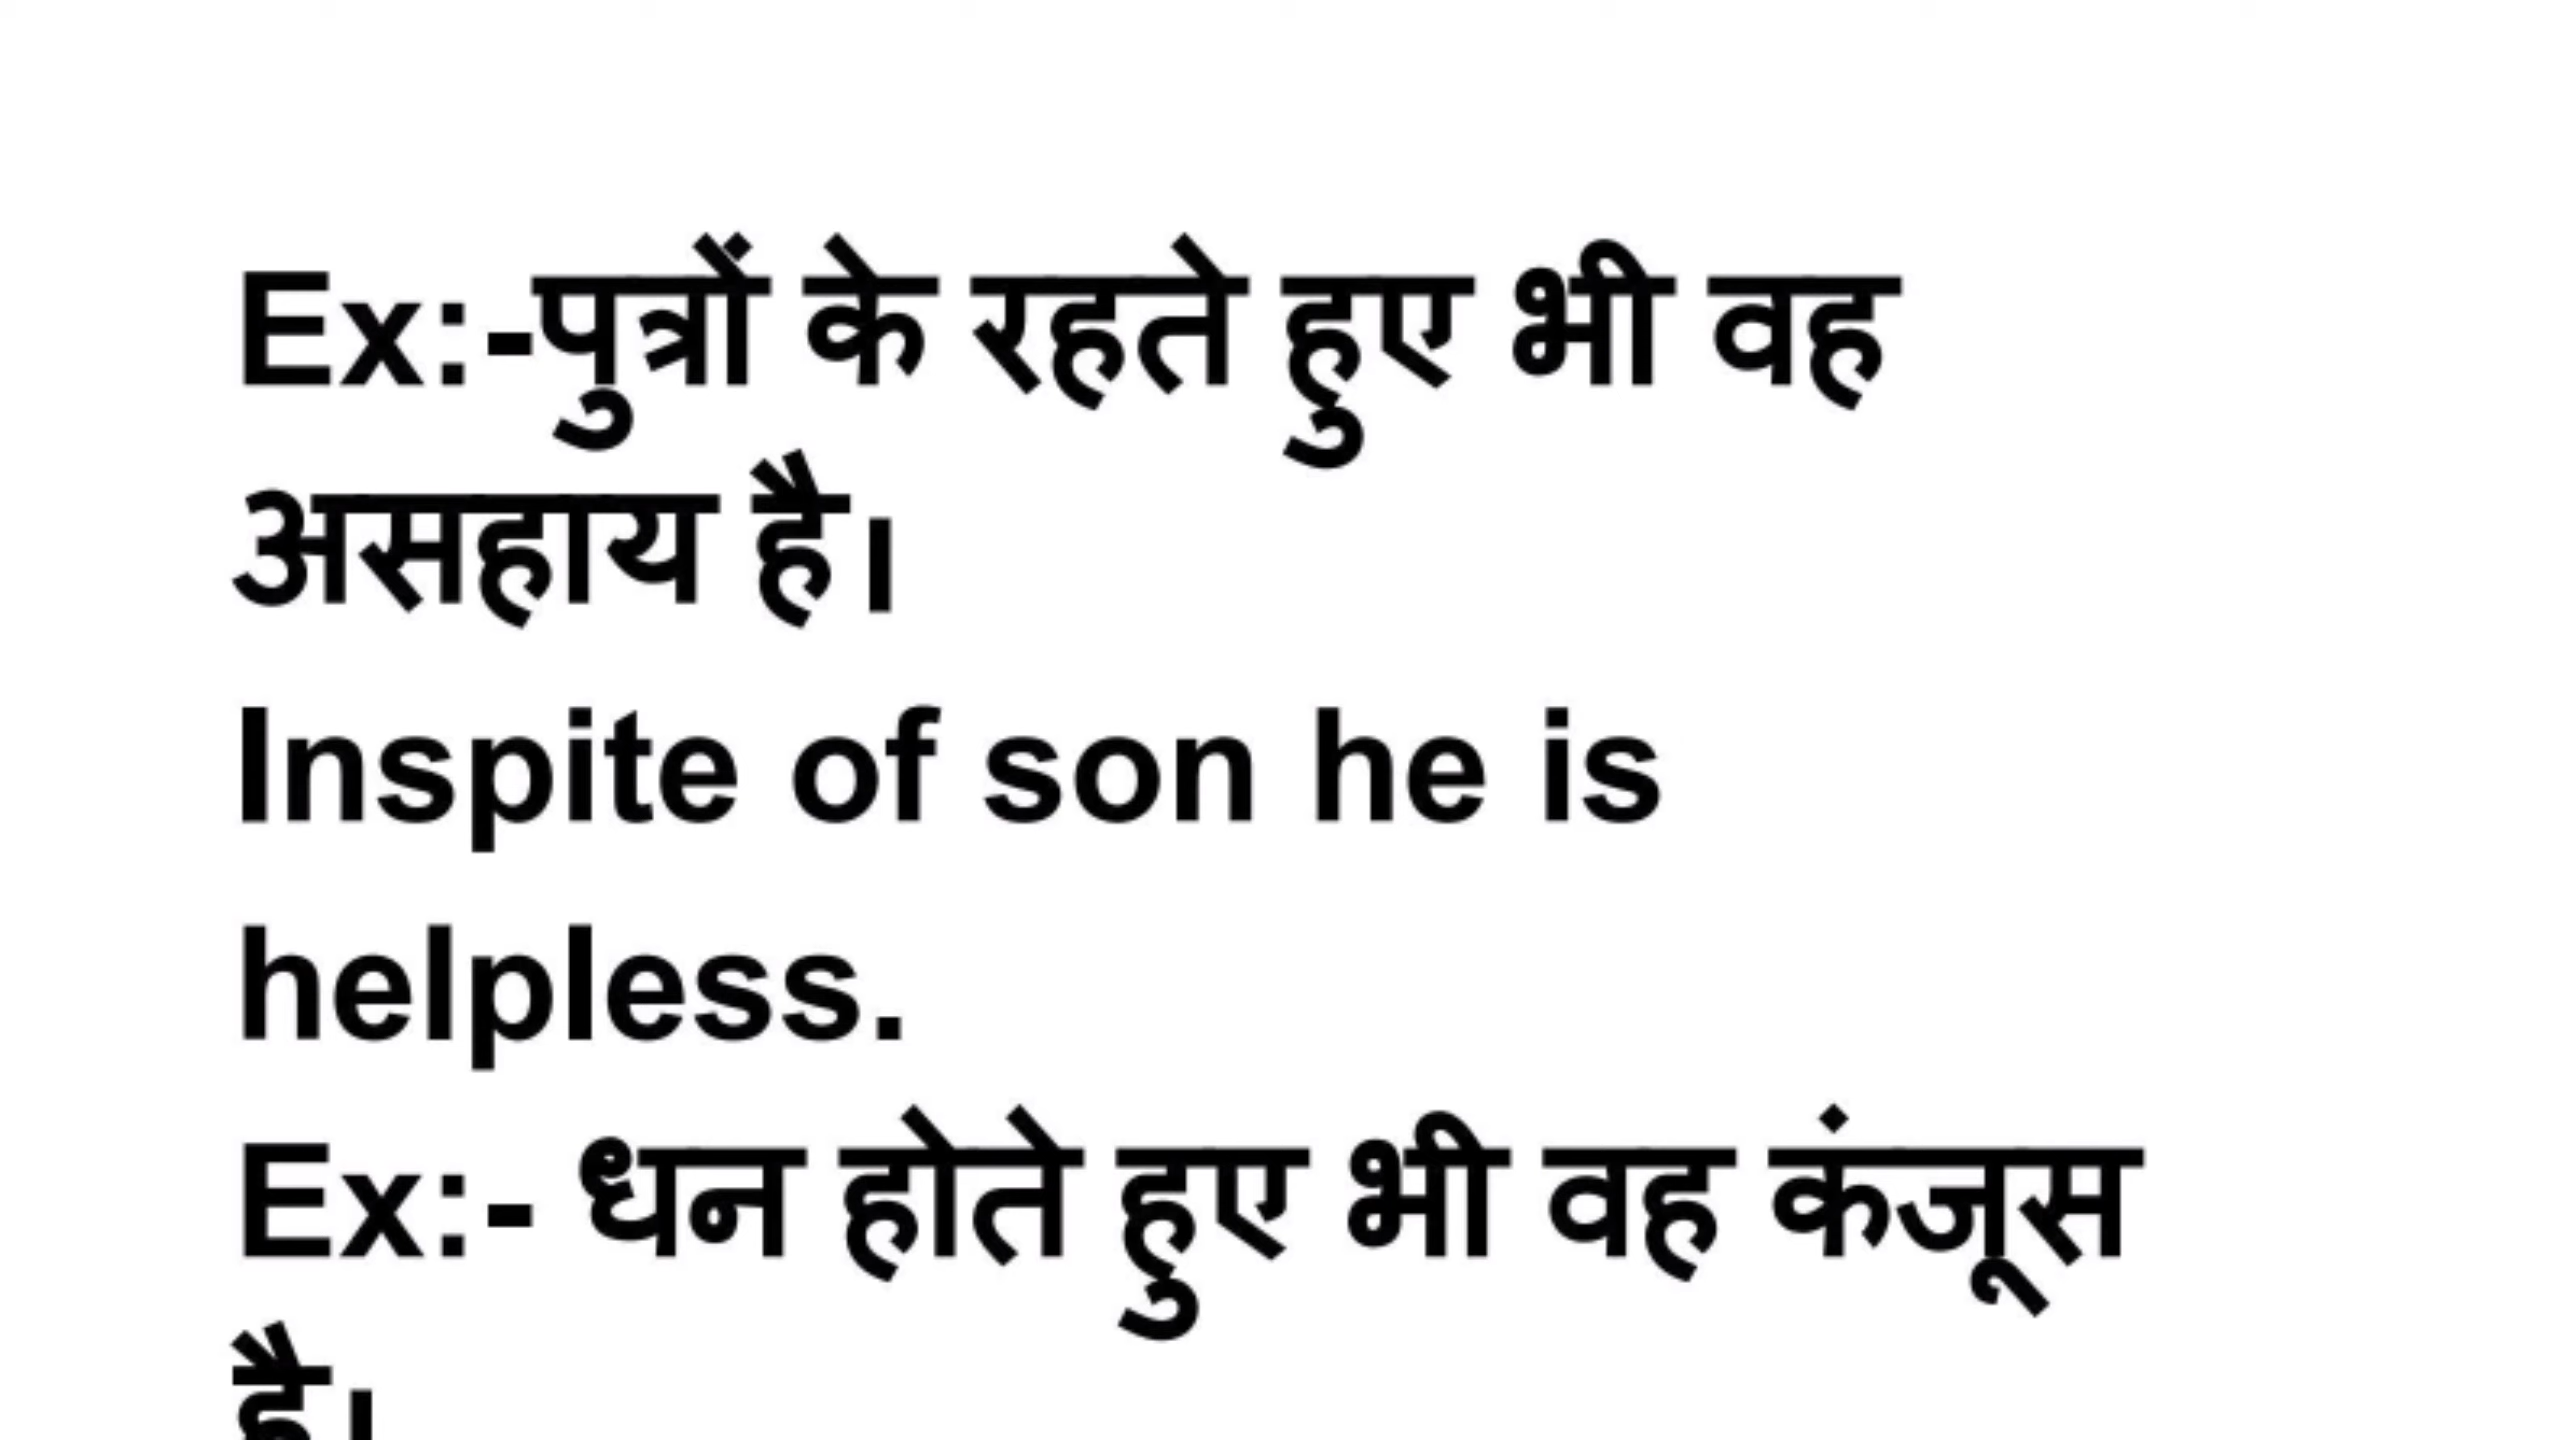 Ex:-पुत्रों के रहते हुए भी वह
असहाय है।
Inspite of son he is
helpless.
Ex:- धन होते हुए भी वह कंजूस
है।